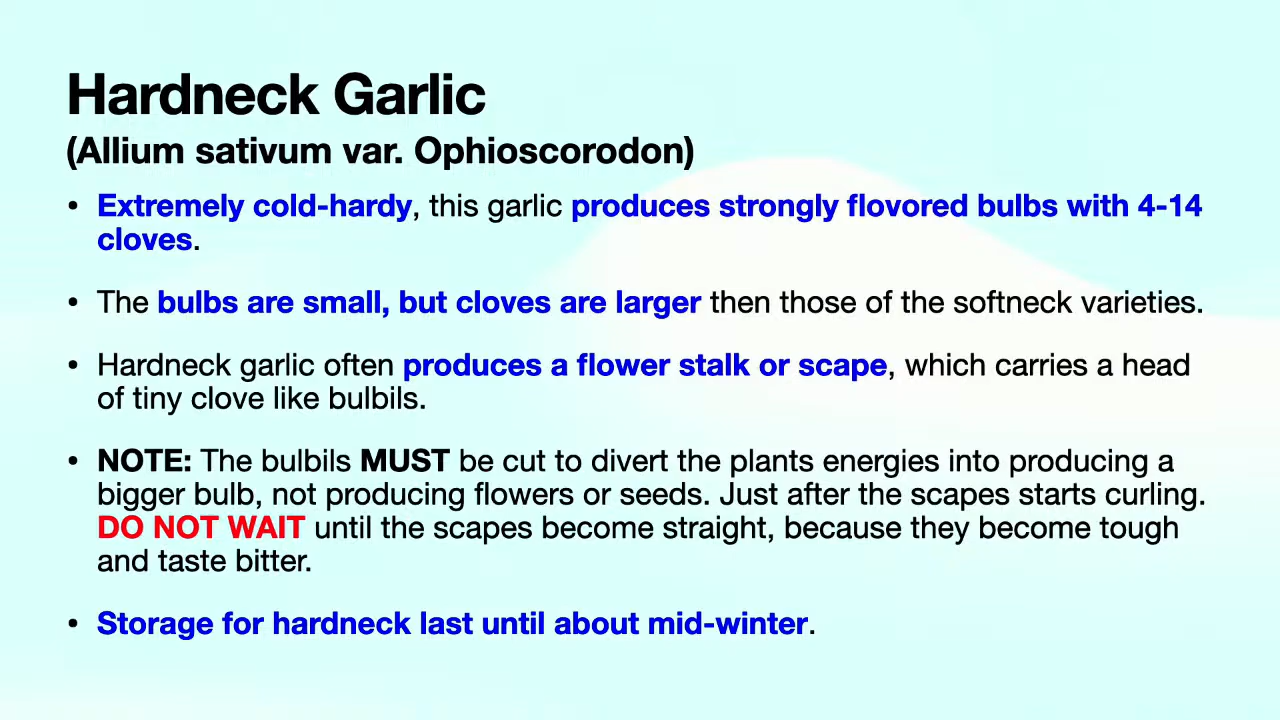 Hardneck Garlic
(Allium sativum var. Ophioscorodon)
• Extremely cold-hardy, this garlic produces strongly flovored bulbs with 4-14
cloves.
• The bulbs are small, but cloves are larger then those of the softneck varieties.
• Hardneck garlic often produces a flower stalk or scape, which carries a head
of tiny clove like bulbils.
• NOTE: The bulbils MUST be cut to divert the plants energies into producing a
bigger bulb, not producing flowers or seeds. Just after the scapes starts curling.
DO NOT WAIT until the scapes become straight, because they become tough
and taste bitter.
• Storage for hardneck last until about mid-winter.